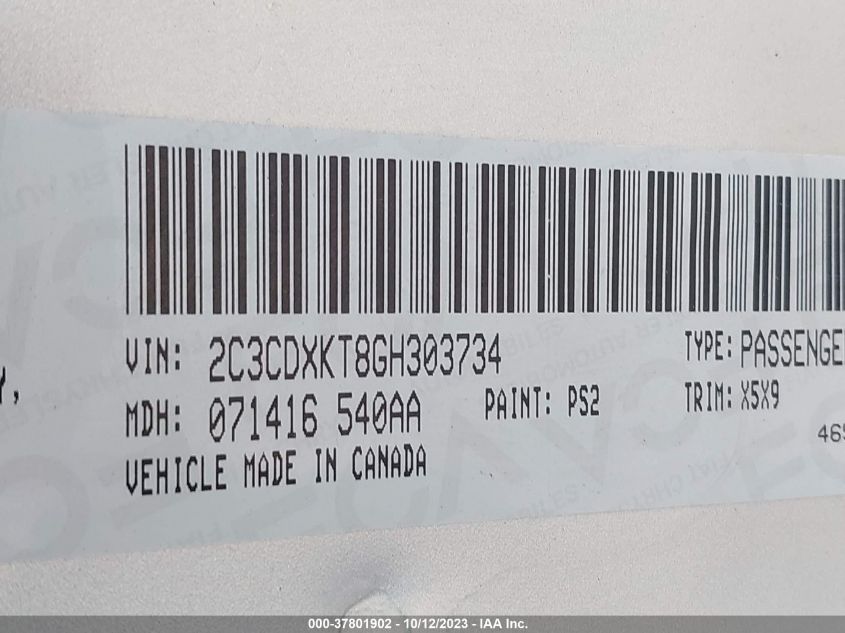 VIN: 2C3CDXKT8GH303734 TYPE: PASSENGE
MDH: 071416 540AA PAINT: PS2 TRIM: X5X9
VEHICLE MADE IN CANADA
000-37801902 - 10/12/2023 - IAA Inc.